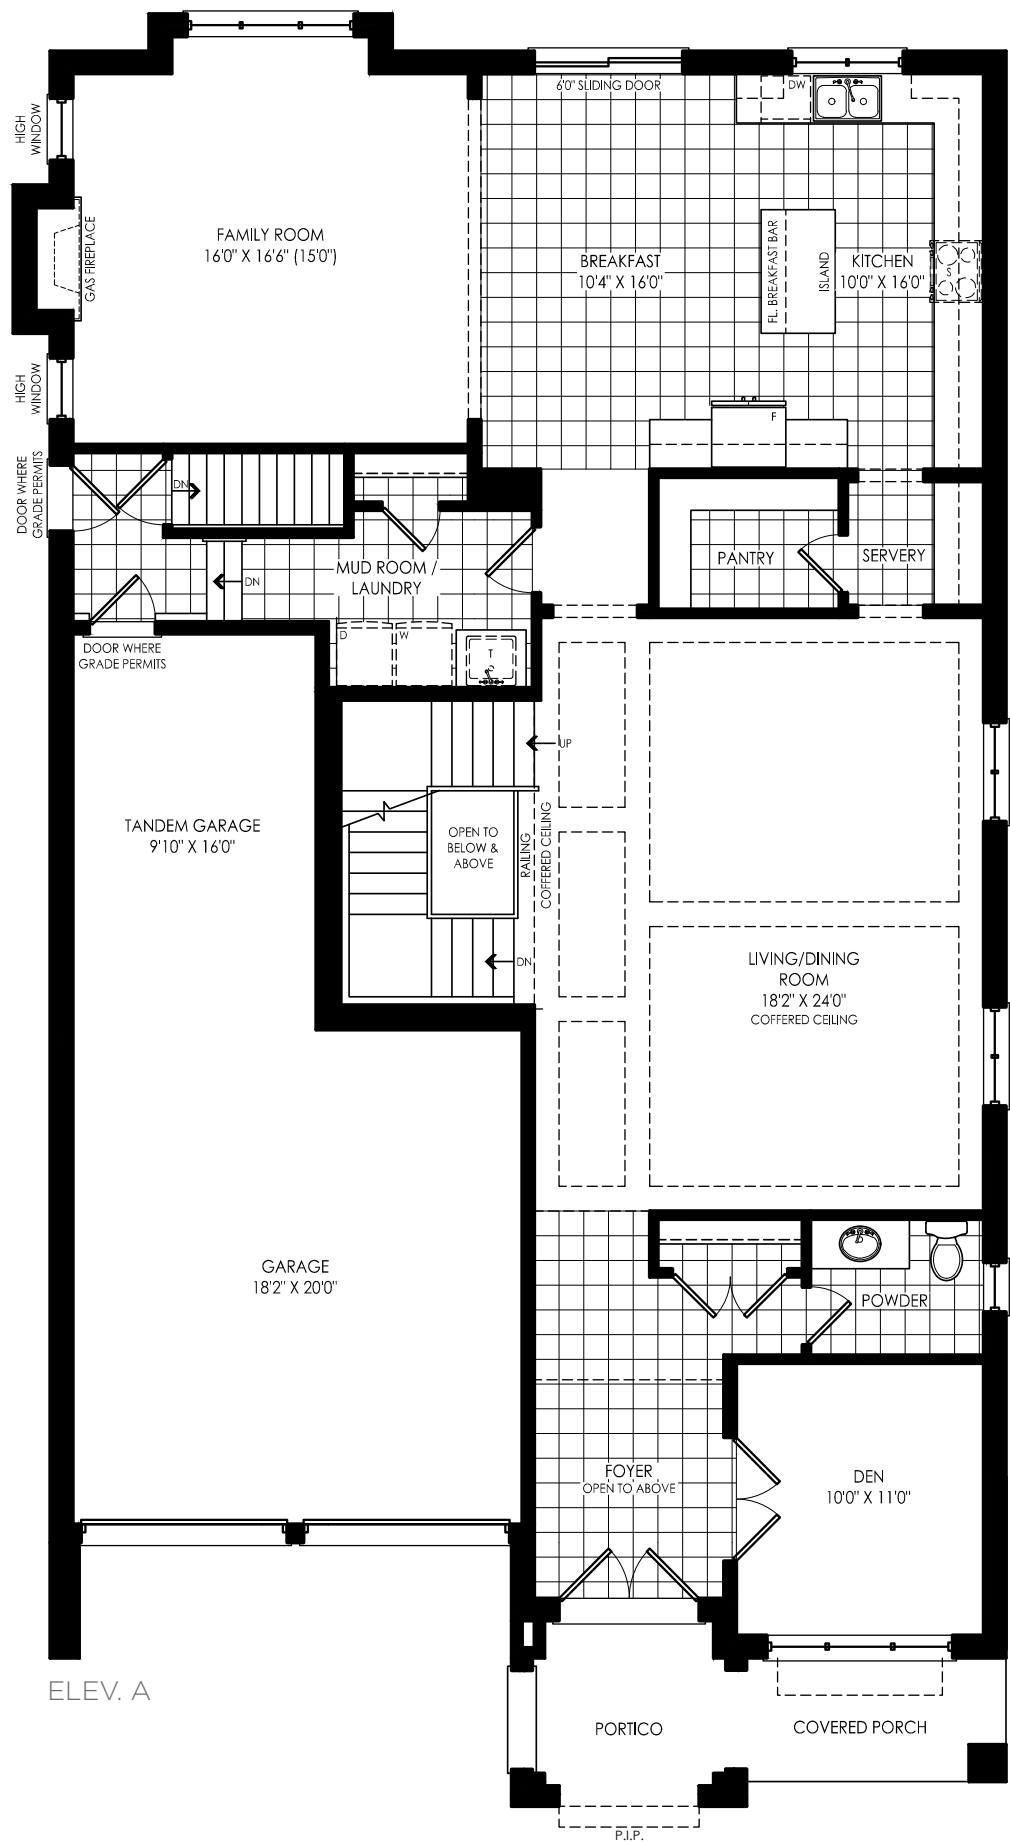 6'0" SLIDING DOOR
DW
HIGH
WINDOW
GAS FIREPLACE
FAMILY ROOM
16'0" X 16'6" (15'0")
BREAKFAST
10'4" X 16'0"
FL. BREAKFAST BAR
ISLAND
KITCHEN
10'0" X 16'0"
S
HIGH
WINDOW
F
DOOR WHERE
GRADE PERMITS
DN
PANTRY
SERVERY
MUD ROOM /
LAUNDRY
DN
D
W
T
DOOR WHERE
GRADE PERMITS
UP
TANDEM GARAGE
9'10" X 16'0"
OPEN TO
BELOW &
ABOVE
RAILING
COFFERED CEILING
DN
LIVING/DINING
ROOM
18'2" X 24'0"
COFFERED CEILING
GARAGE
18'2" X 20'0"
POWDER
FOYER
OPEN TO ABOVE
DEN
10'0" X 11'0"
ELEV. A
PORTICO
COVERED PORCH
P.I.P.